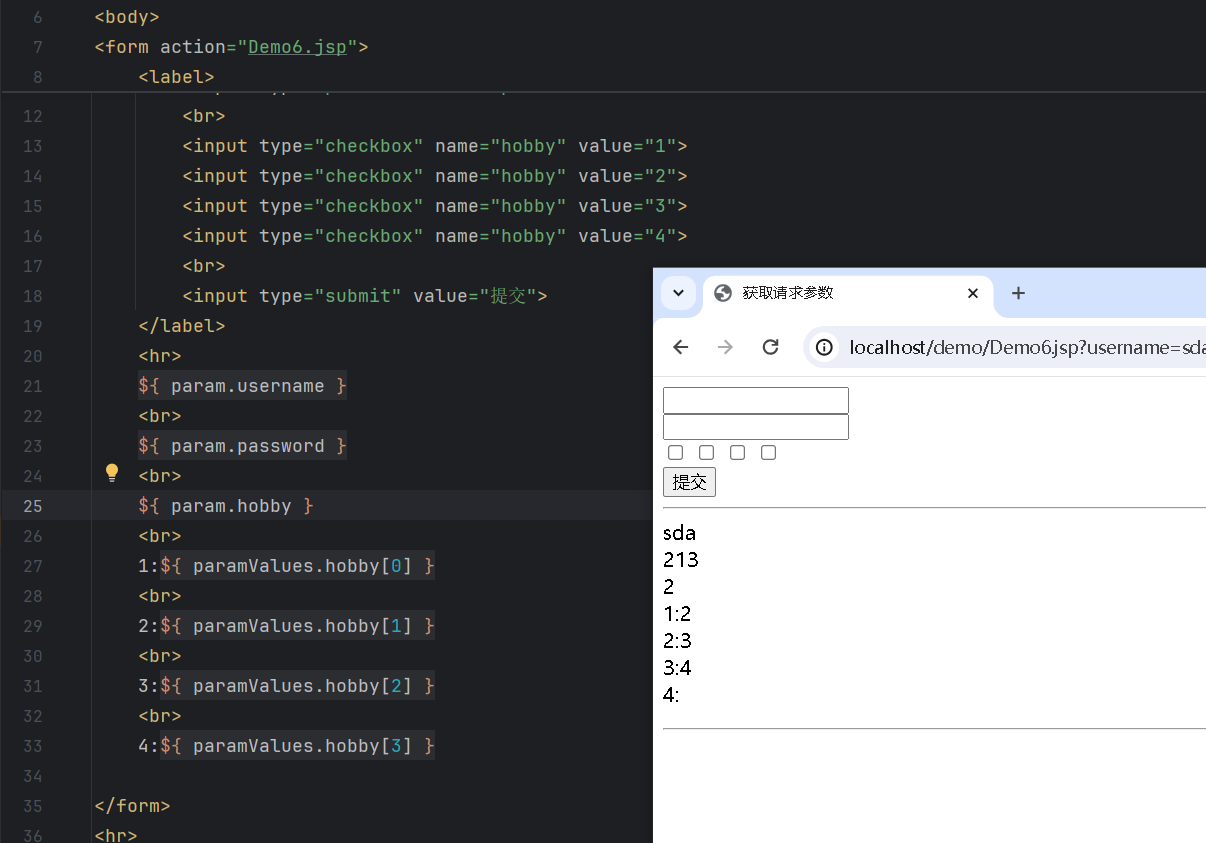 6 <body>
7 <form action="Demo6.jsp">
8 <label>
12 <br>
13 <input type="checkbox" name="hobby" value="1">
14 <input type="checkbox" name="hobby" value="2">
15 <input type="checkbox" name="hobby" value="3">
16 <input type="checkbox" name="hobby" value="4">
17 <br>
18 <input type="submit" value="提交">
19 </label>
20 <hr>
21 ${ param.username }
22 <br>
23 ${ param.password }
24 <br>
25 ${ param.hobby }
26 <br>
27 1:${ paramValues.hobby[0] }
28 <br>
29 2:${ paramValues.hobby[1] }
30 <br>
31 3:${ paramValues.hobby[2] }
32 <br>
33 4:${ paramValues.hobby[3] }
34
35 </form>
36 <hr>
获取请求参数
localhost/demo/Demo6.jsp?username=sda
提交
sda
213
2
1:2
2:3
3:4
4: